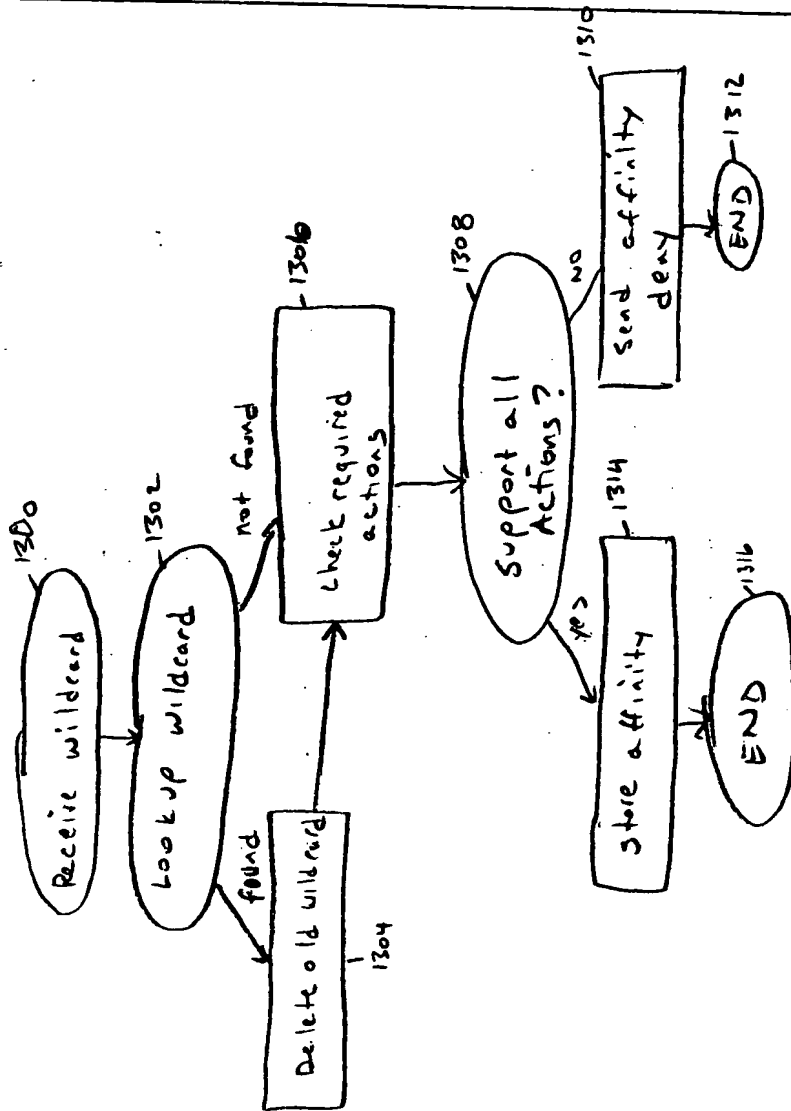 1300
Receive wildcard
1302
Lookup wildcard
found
not found
Delete old wildcard
1304
1306
check required
actions
1308
Support all
Actions?
yes
NO
1314
store affinity
1310
send affinity
deny
1316
END
1312
END